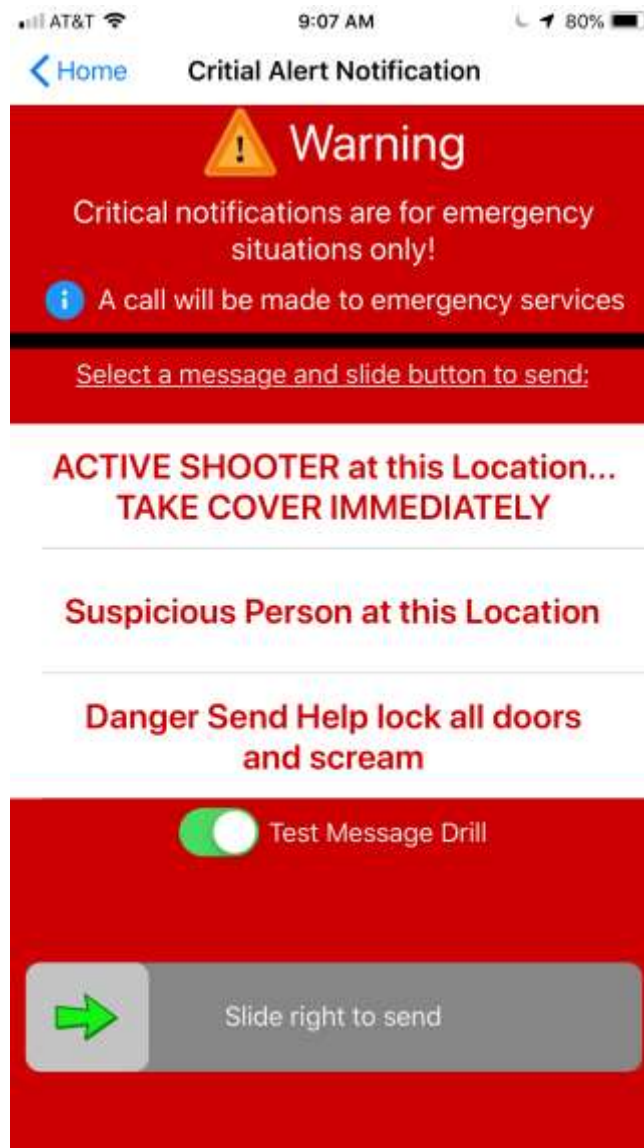 AT&T 9:07 AM 80%
Home Critial Alert Notification
Warning
Critical notifications are for emergency
situations only!
A call will be made to emergency services
Select a message and slide button to send:
ACTIVE SHOOTER at this Location...
TAKE COVER IMMEDIATELY
Suspicious Person at this Location
Danger Send Help lock all doors
and scream
Test Message Drill
Slide right to send